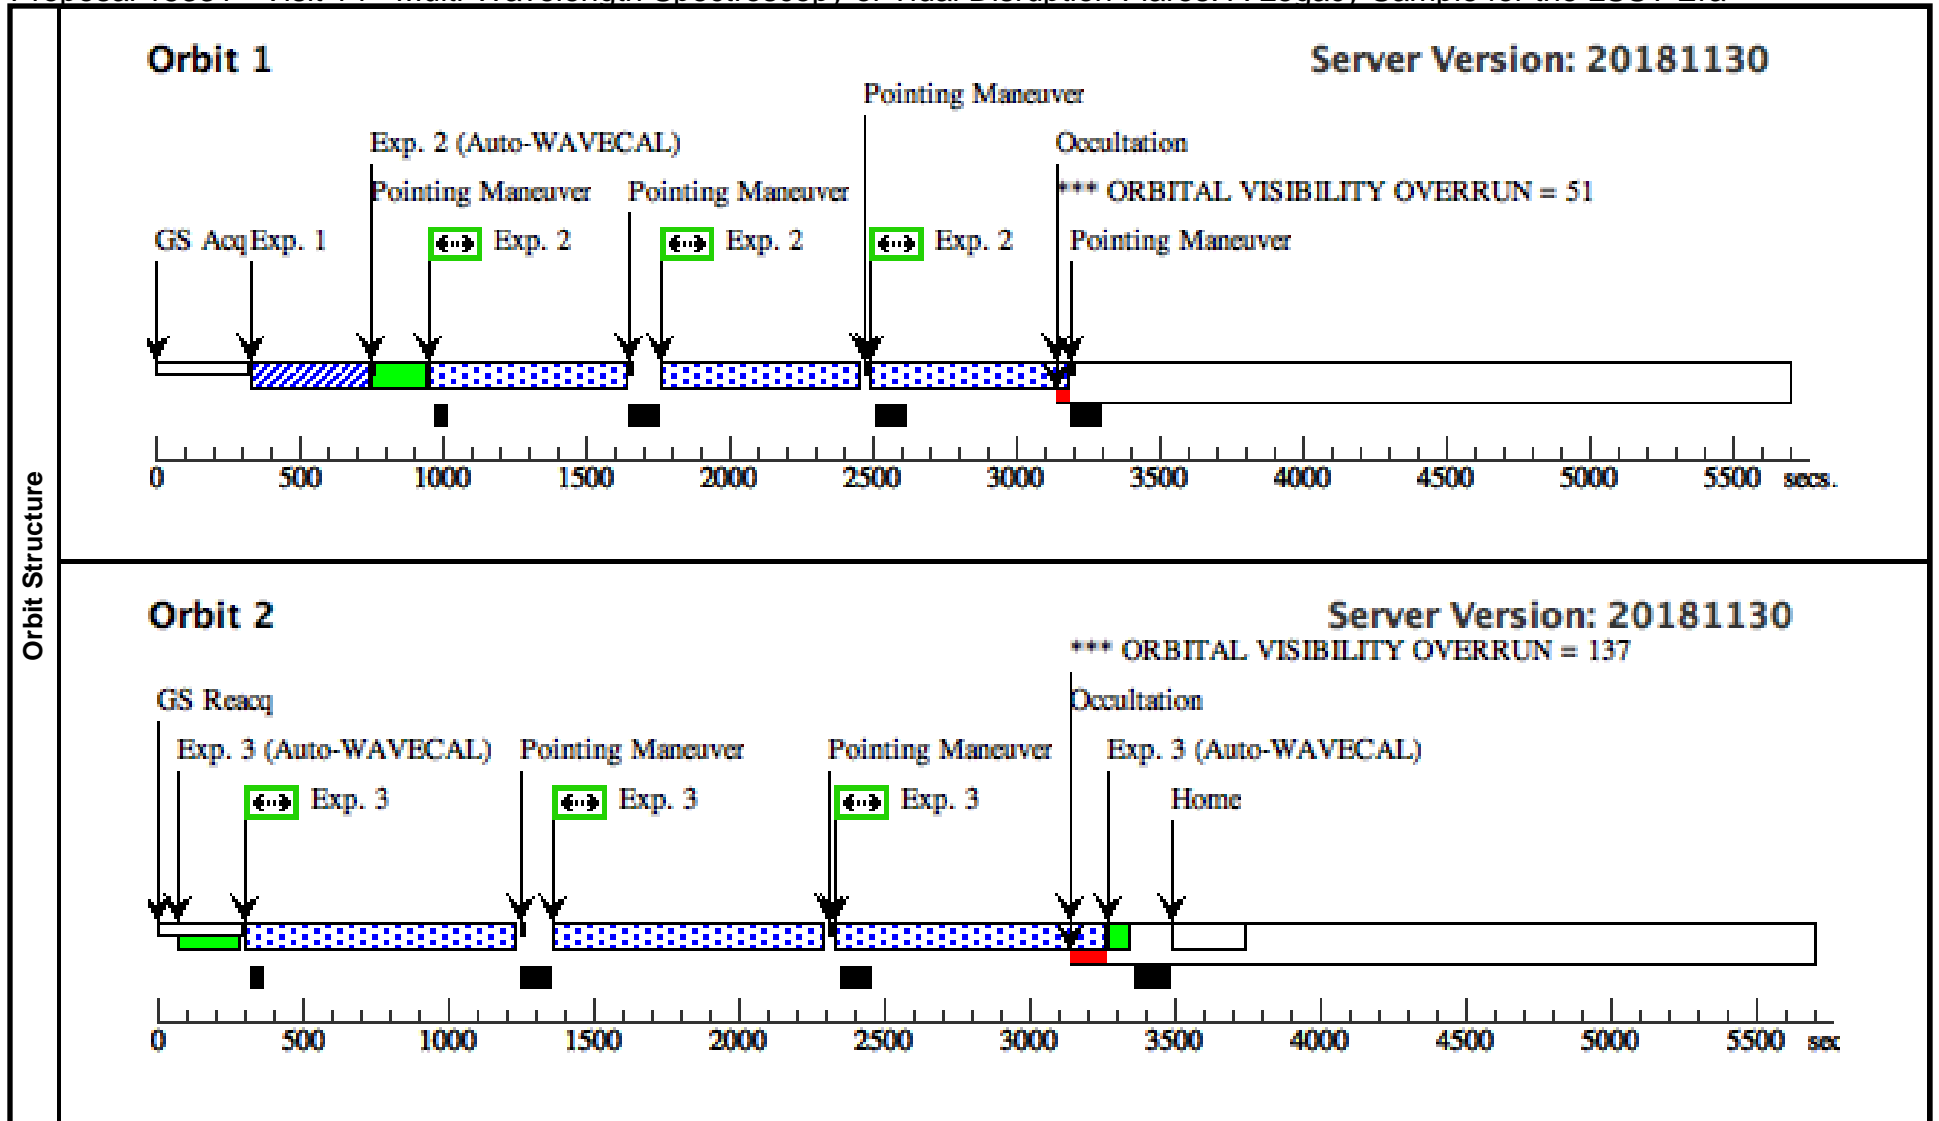 Orbit Structure
Orbit 1
Server Version: 20181130
Pointing Maneuver
Exp. 2 (Auto-WAVECAL)
Occultation
Pointing Maneuver
Pointing Maneuver
*** ORBITAL VISIBILITY OVERRUN = 51
GS Acq
Exp. 1
Exp. 2
Exp. 2
Exp. 2
Pointing Maneuver
0 500 1000 1500 2000 2500 3000 3500 4000 4500 5000 5500 secs.
Orbit 2
Server Version: 20181130
*** ORBITAL VISIBILITY OVERRUN = 137
GS Reacq
Occultation
Exp. 3 (Auto-WAVECAL)
Pointing Maneuver
Pointing Maneuver
Exp. 3 (Auto-WAVECAL)
Exp. 3
Exp. 3
Exp. 3
Home
0 500 1000 1500 2000 2500 3000 3500 4000 4500 5000 5500 sec